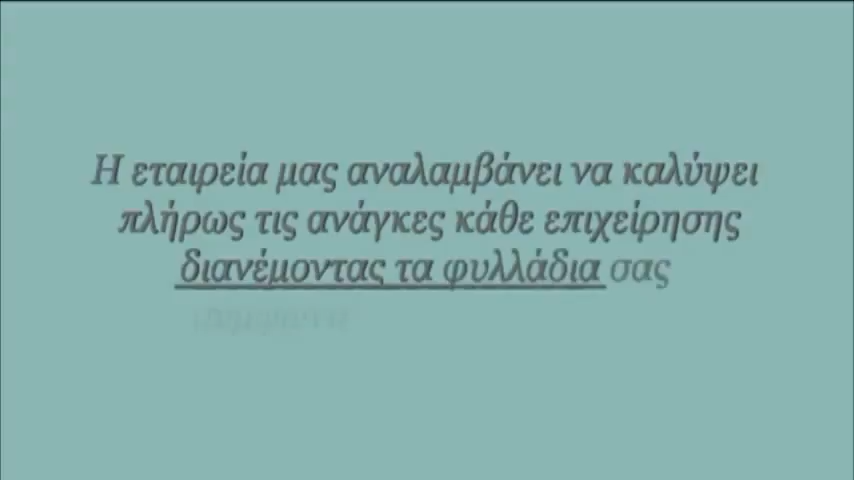 Η εταιρεία μας αναλαμβάνει να καλύψει
πλήρως τις ανάγκες κάθε επιχείρησης
διανέμοντας τα φυλλάδια σας